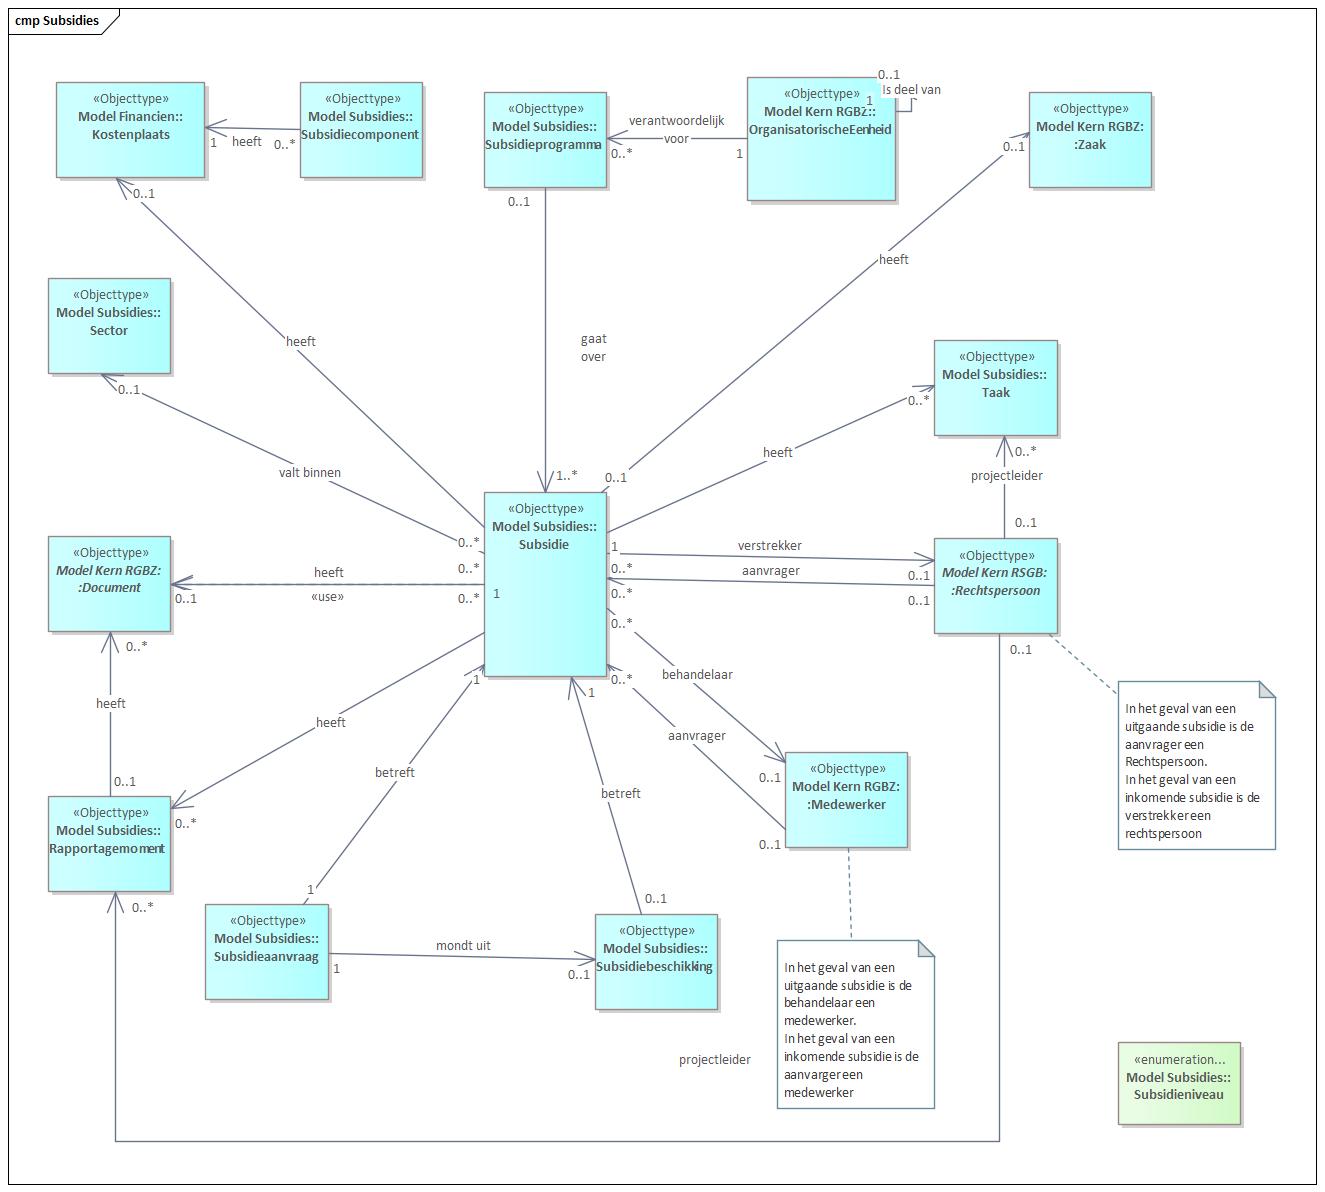 cmp Subsidies
«Objecttype»
Model Financien::
Kostenplaats
«Objecttype»
Model Subsidies::
Subsidiecomponent
1
heeft
0..*
«Objecttype»
Model Subsidies::
Subsidieprogramma
verantwoordelijk
voor
0..*
1
0..1
Is deel van
1
«Objecttype»
Model Kern RGBZ::
OrganisatorischeEenheid
«Objecttype»
Model Kern RGBZ:
:Zaak
0..1
0..1
0..1
heeft
«Objecttype»
Model Subsidies::
Sector
0..1
heeft
gaat
over
«Objecttype»
Model Subsidies::
Taak
0..*
valt binnen
heeft
0..*
projectleider
0..1
1..*
0..1
«Objecttype»
Model Subsidies::
Subsidie
0..*
0..*
0..*
1
1
verstrekker
0..1
0..*
aanvrager
0..*
0..1
0..*
«Objecttype»
Model Kern RSGB:
:Rechtspersoon
0..1
«Objecttype»
Model Kern RGBZ:
:Document
heeft
«use»
0..1
0..*
heeft
0..1
heeft
0..*
1
0..*
1
behandelaar
aanvrager
0..1
0..1
«Objecttype»
Model Kern RGBZ:
:Medewerker
In het geval van een
uitgaande subsidie is de
aanvrager een
Rechtspersoon.
In het geval van een
inkomende subsidie is de
verstrekker een
rechtspersoon
«Objecttype»
Model Subsidies::
Rapportagemoment
0..*
betreft
betreft
1
0..1
«Objecttype»
Model Subsidies::
Subsidieaanvraag
1
mondt uit
0..1
«Objecttype»
Model Subsidies::
Subsidiebeschikking
In het geval van een
uitgaande subsidie is de
behandelaar een
medewerker.
In het geval van een
inkomende subsidie is de
aanvarger een
medewerker
projectleider
«enumeration...
Model Subsidies::
Subsidieniveau